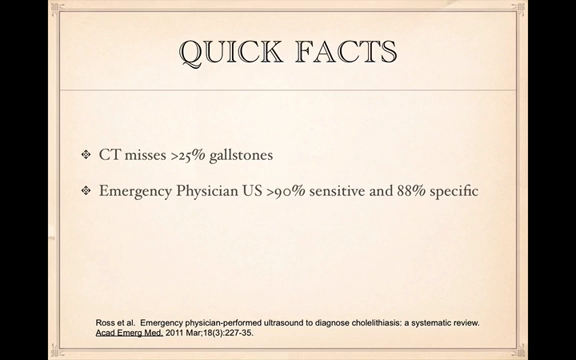 QUICK FACTS
CT misses >25% gallstones
Emergency Physician US >90% sensitive and 88% specific
Ross et al. Emergency physician-performed ultrasound to diagnose cholelithiasis: a systematic review.
Acad Emerg Med. 2011 Mar;18(3):227-35.